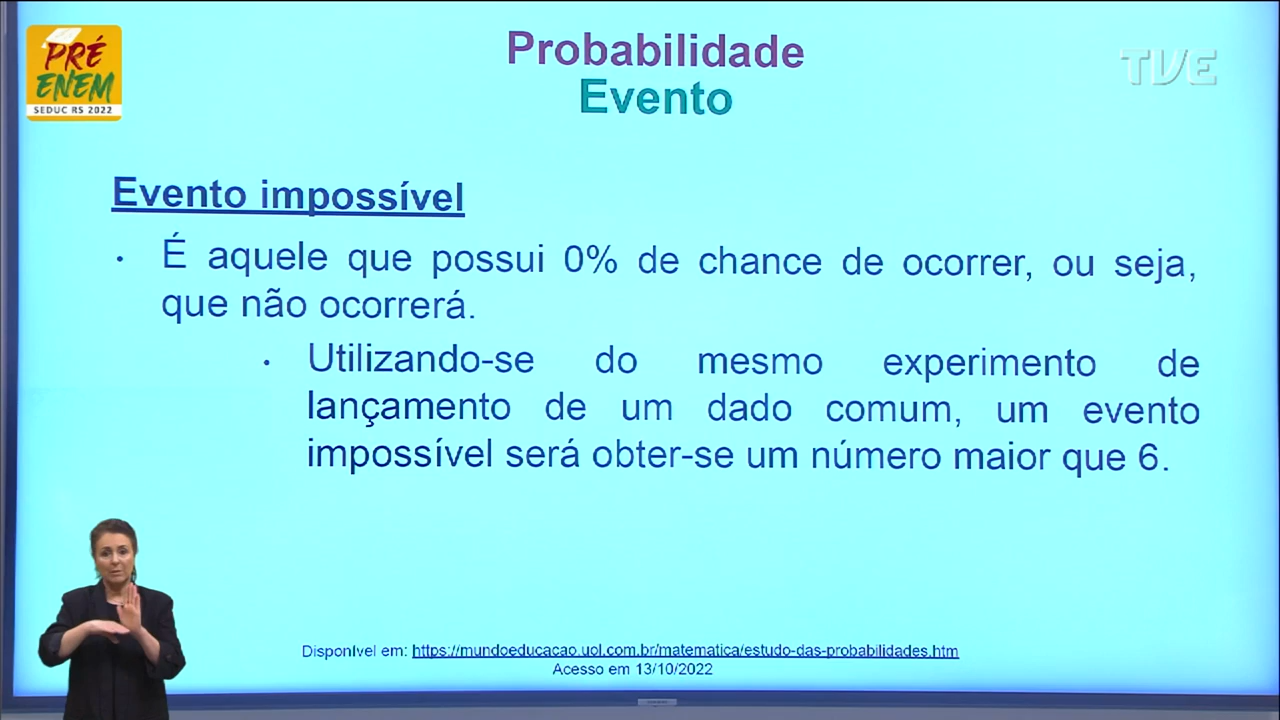 PRÉ
ENEM
SEDUC RS 2022
Probabilidade
TVE
Evento
Evento impossível
• É aquele que possui 0% de chance de ocorrer, ou seja,
que não ocorrerá.
• Utilizando-se do mesmo experimento de
lançamento de um dado comum, um evento
impossível será obter-se um número maior que 6.
Disponível em: https://mundoeducacao.uol.com.br/matematica/estudo-das-probabilidades.htm
Acesso em 13/10/2022